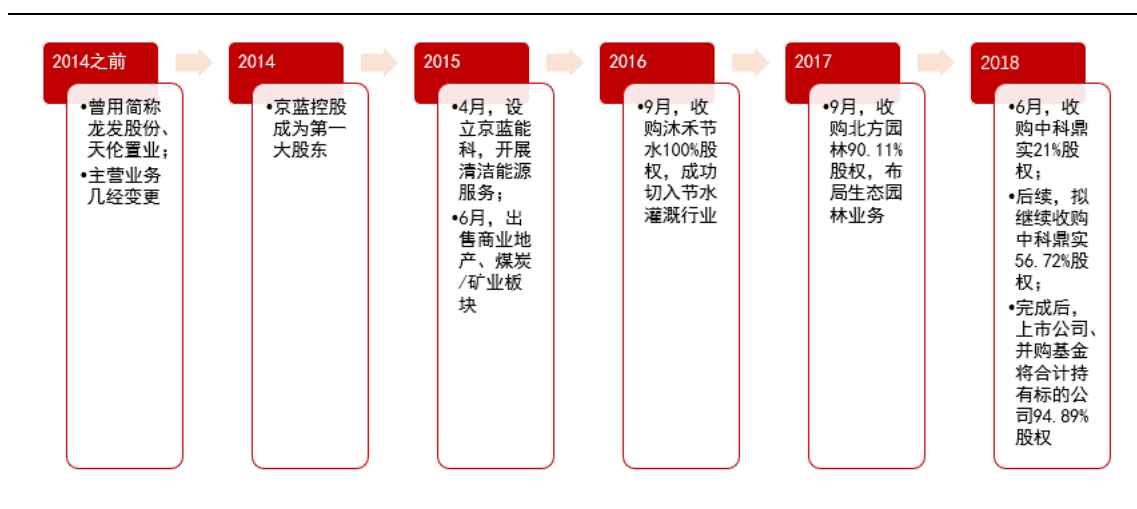 2014之前
•曾用简称
龙发股份、
天伦置业；
•主营业务
几经变更
2014
•京蓝控股
成为第一
大股东
2015
•4月，设
立京蓝能
科，开展
清洁能源
服务；
•6月，出
售商业地
产、煤炭
/矿业板
块
2016
•9月，收
购沐禾节
水100%股
权，成功
切入节水
灌溉行业
2017
•9月，收
购北方园
林90.11%
股权，布
局生态园
林业务
2018
•6月，收
购中科鼎
实21%股
权；
•后续，拟
继续收购
中科鼎实
56.72%股
权；
•完成后，
上市公司、
并购基金
将合计持
有标的公
司94.89%
股权